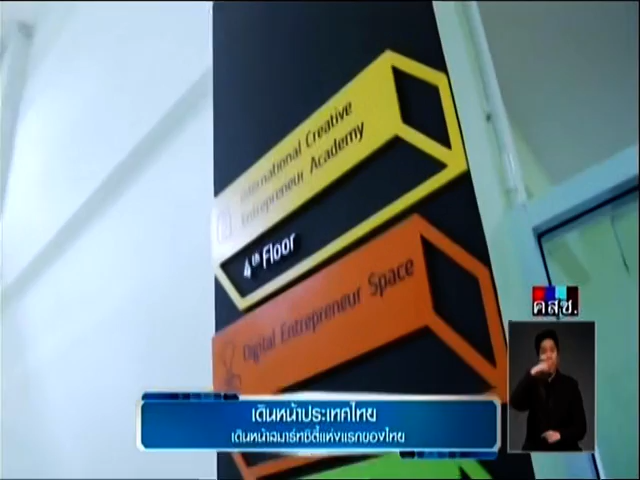 International Creative
Entrepreneur Academy
4th Floor
Digital Entrepreneur Space
คสช.
เดินหน้าประเทศไทย
เดินหน้าสมาร์ทซิตี้แห่งแรกของไทย